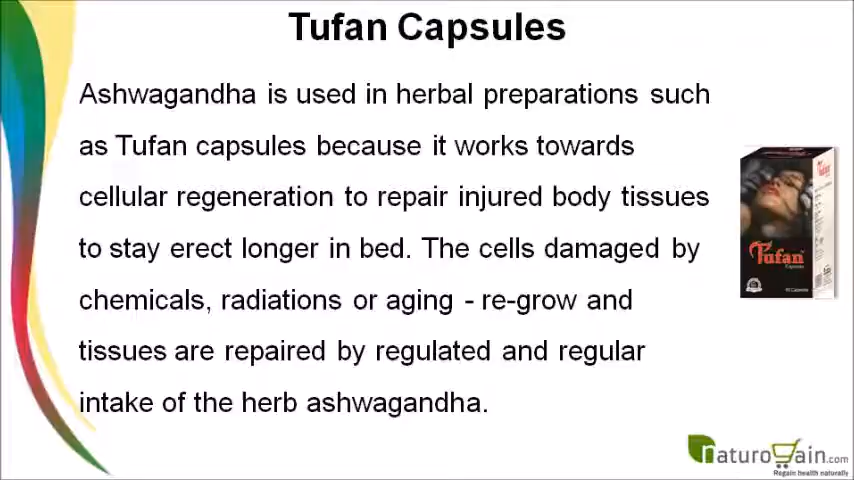 Tufan Capsules
Ashwagandha is used in herbal preparations such
as Tufan capsules because it works towards
cellular regeneration to repair injured body tissues
to stay erect longer in bed. The cells damaged by
chemicals, radiations or aging - re-grow and
tissues are repaired by regulated and regular
intake of the herb ashwagandha.
Tufan
Capsules
naturogain.com
Regain health naturally